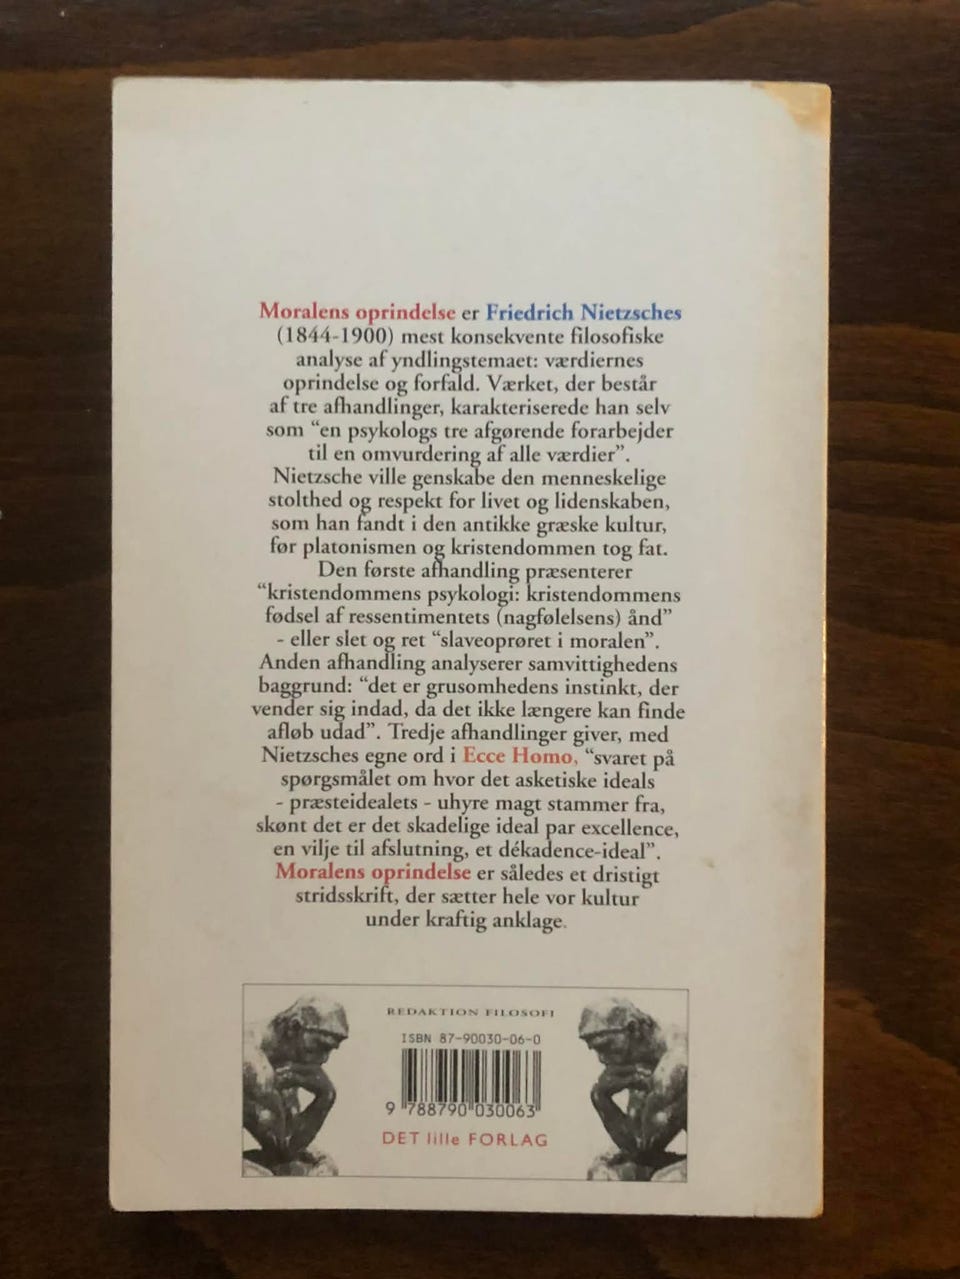 Moralens oprindelse er Friedrich Nietzsches
(1844-1900) mest konsekvente filosofiske
analyse af yndlingstemaet: værdiernes
oprindelse og forfald. Værket, der består
af tre afhandlinger, karakteriserede han selv
som “en psykologs tre afgørende forarbejder
til en omvurdering af alle værdier”.
Nietzsche ville genskabe den menneskelige
stolthed og respekt for livet og lidenskaben,
som han fandt i den antikke græske kultur,
før platonismen og kristendommen tog fat.
Den første afhandling præsenterer
“kristendommens psykologi: kristendommens
fødsel af ressentimentets (nagfølelsens) ånd”
- eller slet og ret “slaveoprøret i moralen”.
Anden afhandling analyserer samvittighedens
baggrund: “det er grusomhedens instinkt, der
vender sig indad, da det ikke længere kan finde
afløb udad”. Tredje afhandlinger giver, med
Nietzsches egne ord i Ecce Homo, “svaret på
spørgsmålet om hvor det asketiske ideals
- præsteidealets - uhyre magt stammer fra,
skønt det er det skadelige ideal par excellence,
en vilje til afslutning, et dékadence-ideal”.
Moralens oprindelse er således et dristigt
stridsskrift, der sætter hele vor kultur
under kraftig anklage.
REDAKTION FILOSOFI
ISBN 87-90030-06-0
9 788790 030063
DET lille FORLAG